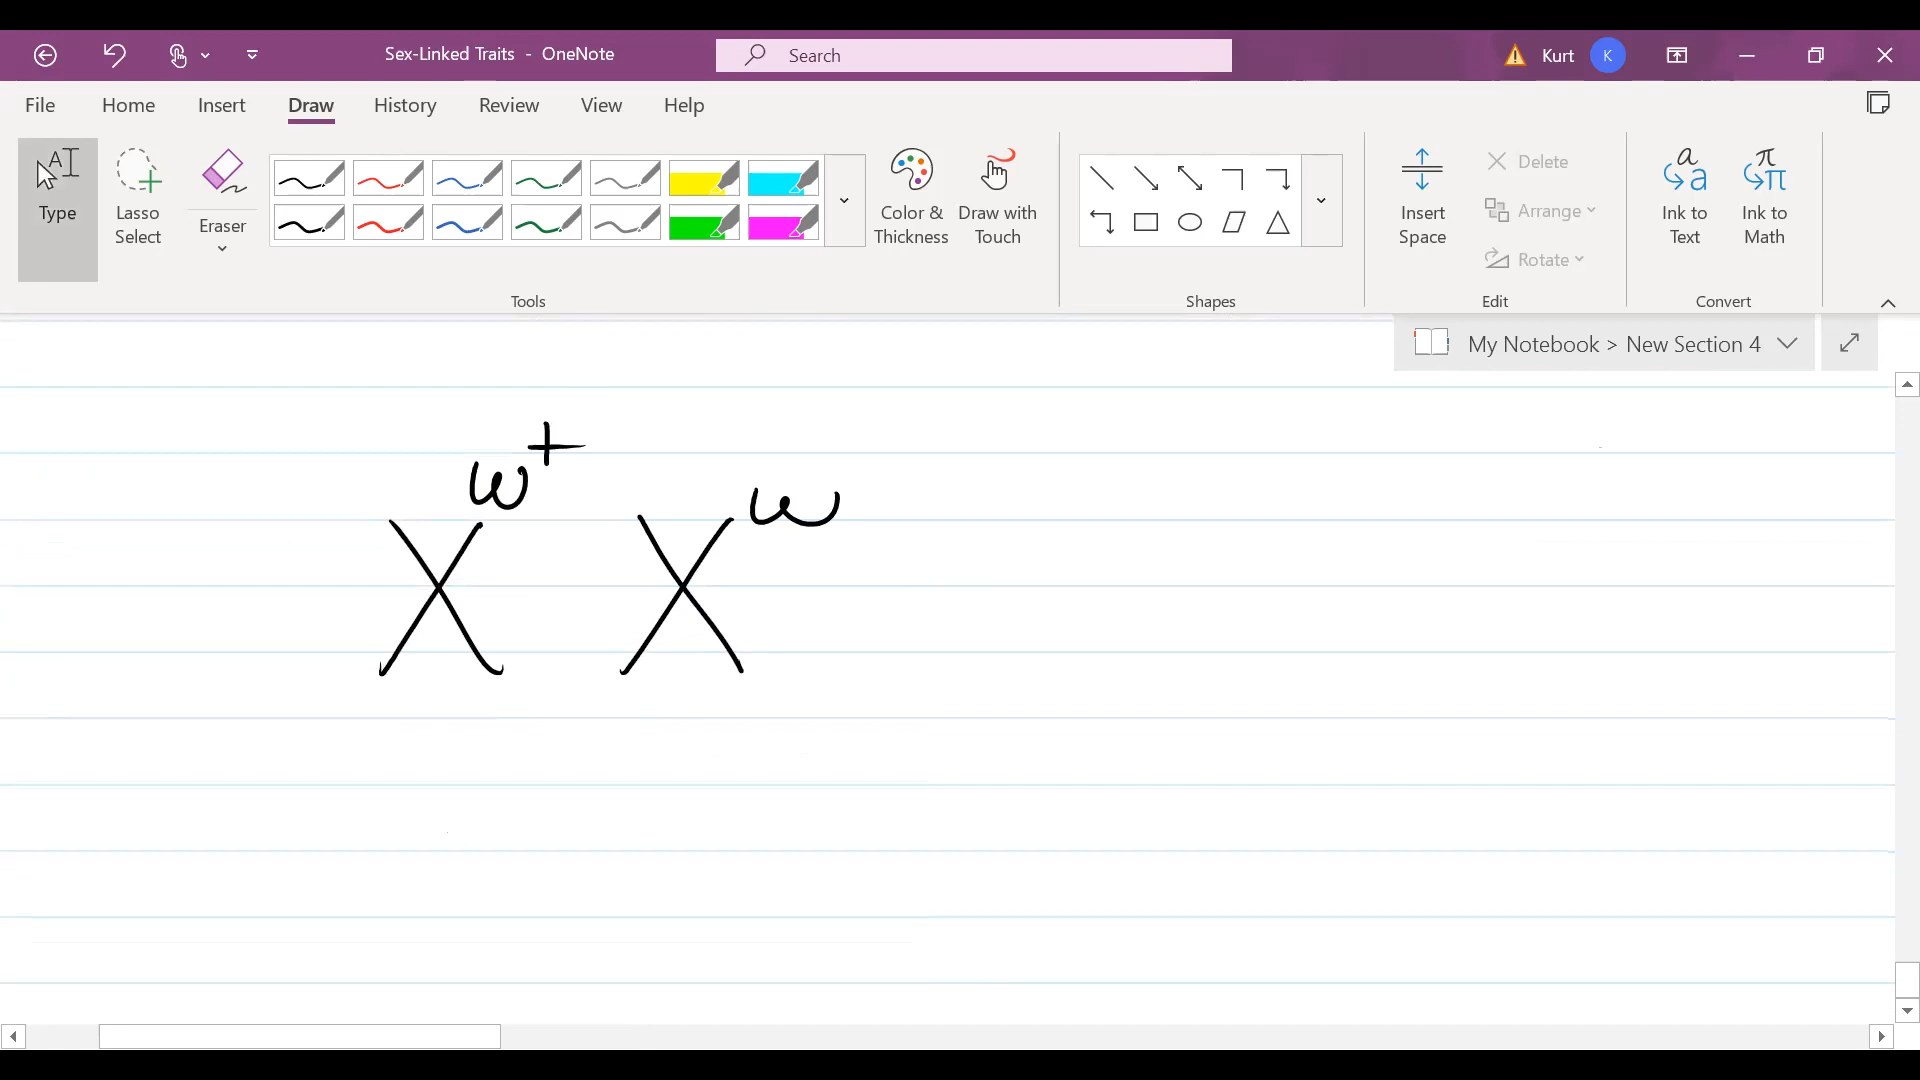 Sex-Linked Traits - OneNote
Search
Kurt
K
File Home Insert Draw History Review View Help
Type
Lasso Select
Eraser
Color & Thickness
Draw with Touch
Insert Space
Delete
Arrange
Rotate
Ink to Text
Ink to Math
Tools
Shapes
Edit
Convert
My Notebook > New Section 4
X^w+ X^w